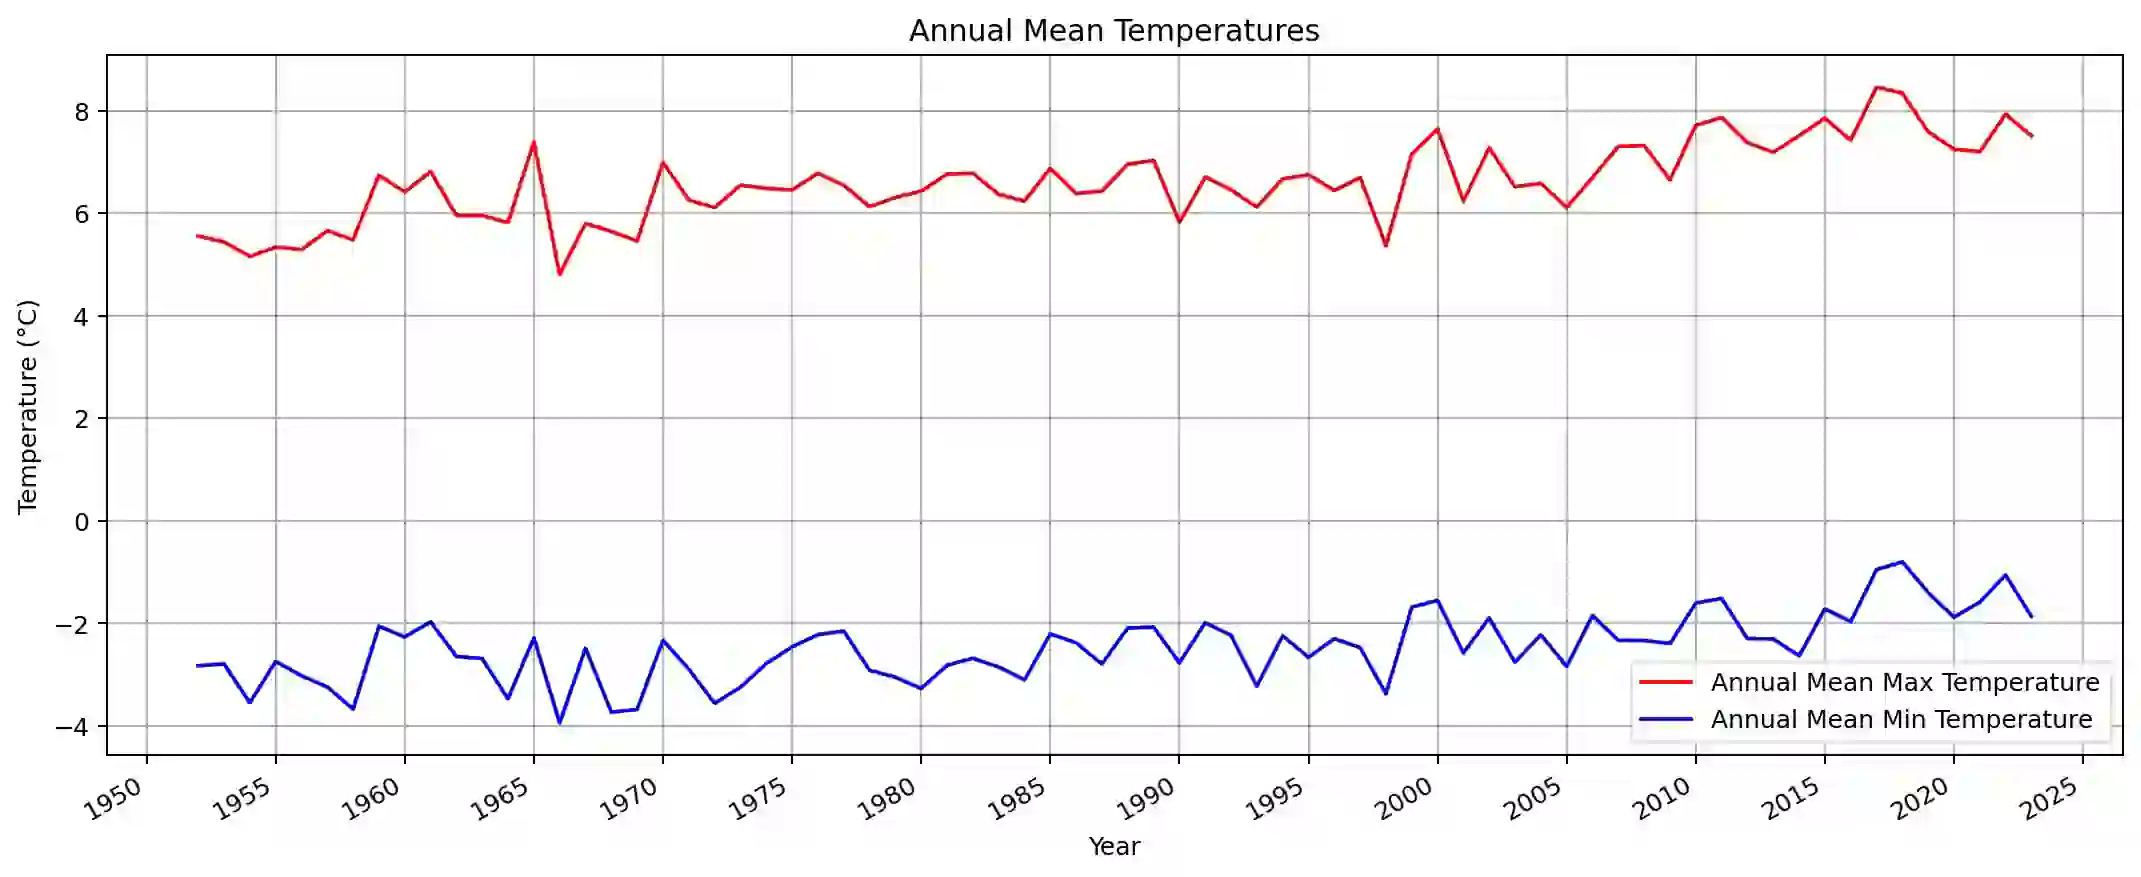 Annual Mean Temperatures
Temperature (°C)
8
6
4
2
0
−2
−4
Annual Mean Max Temperature
Annual Mean Min Temperature
1950 1955 1960 1965 1970 1975 1980 1985 1990 1995 2000 2005 2010 2015 2020 2025
Year